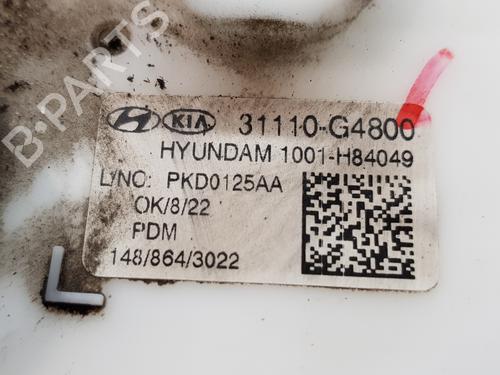 B-PARTS
KIA 31110-G4800
HYUNDAM 1001-H84049
L/NO: PKD0125AA
OK/8/22
PDM
148/864/3022
L